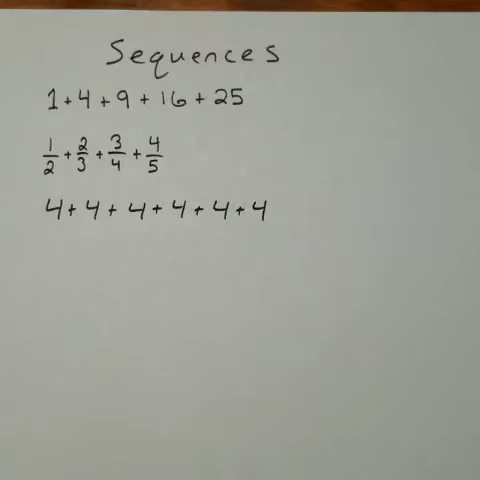 Sequences
1 + 4 + 9 + 16 + 25
1/2 + 2/3 + 3/4 + 4/5
4 + 4 + 4 + 4 + 4 + 4